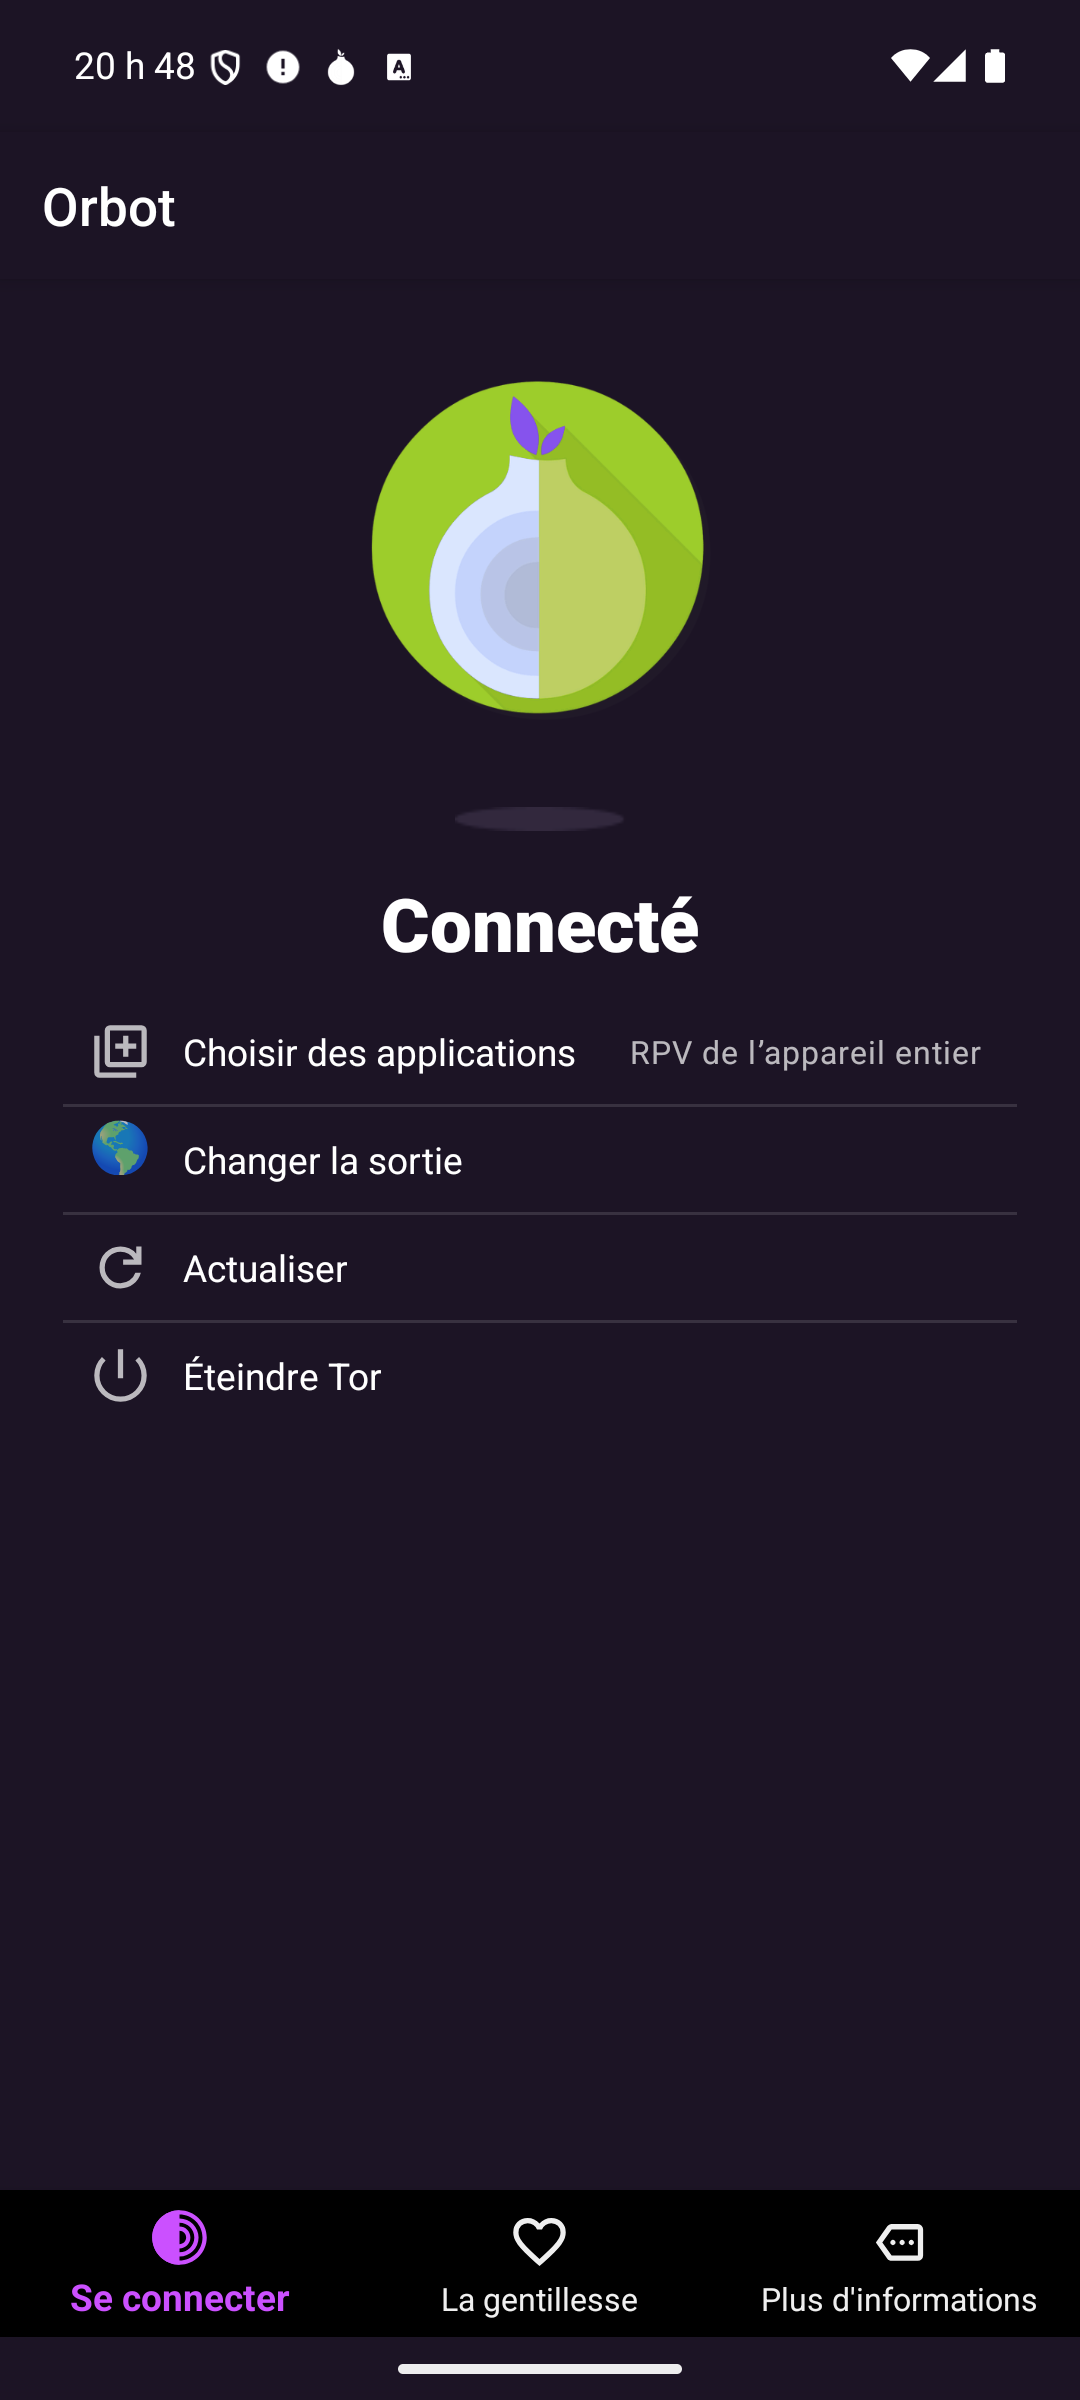 20 h 48
Orbot
Connecté
Choisir des applications RPV de l’appareil entier
Changer la sortie
Actualiser
Éteindre Tor
Se connecter La gentillesse Plus d'informations